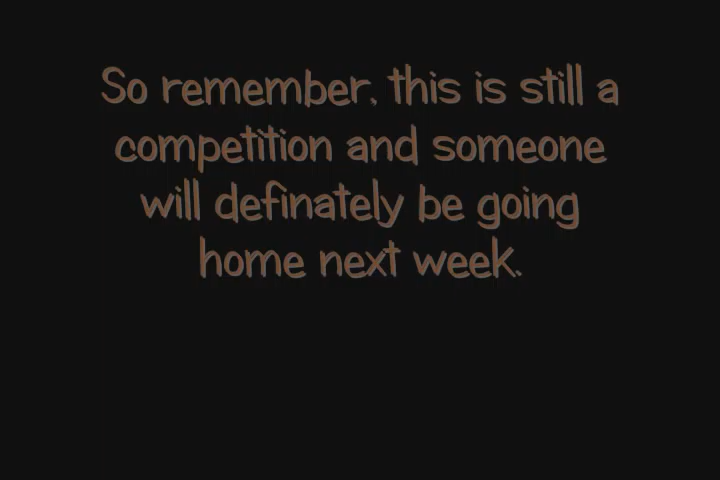 So remember, this is still a
competition and someone
will definately be going
home next week.